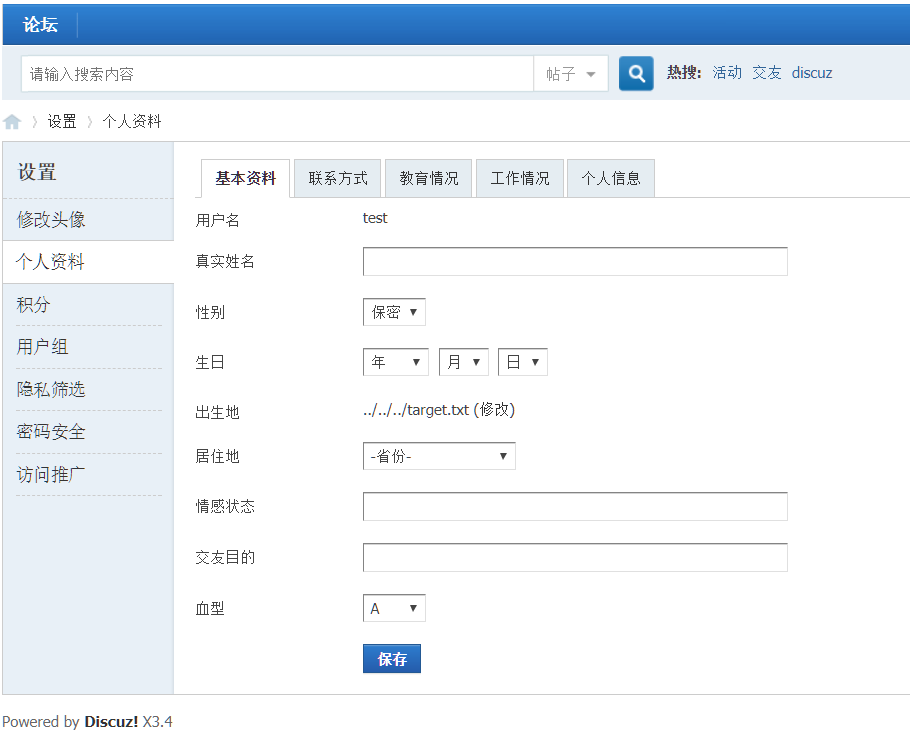 论坛
请输入搜索内容 帖子 热搜: 活动 交友 discuz
设置 个人资料
设置
修改头像
个人资料
积分
用户组
隐私筛选
密码安全
访问推广
基本资料 联系方式 教育情况 工作情况 个人信息
用户名 test
真实姓名
性别 保密
生日 年 月 日
出生地 ../../../target.txt (修改)
居住地 -省份-
情感状态
交友目的
血型 A
保存
Powered by Discuz! X3.4